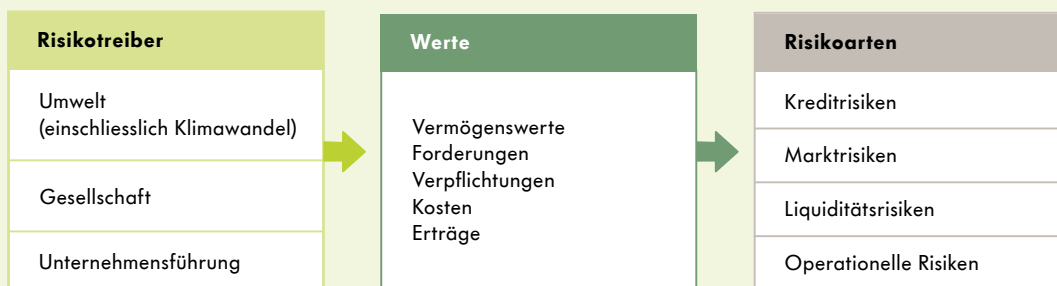 Risikotreiber
Umwelt
(einschliesslich Klimawandel)
Gesellschaft
Unternehmensführung
Werte
Vermögenswerte
Forderungen
Verpflichtungen
Kosten
Erträge
Risikoarten
Kreditrisiken
Marktrisiken
Liquiditätsrisiken
Operationelle Risiken